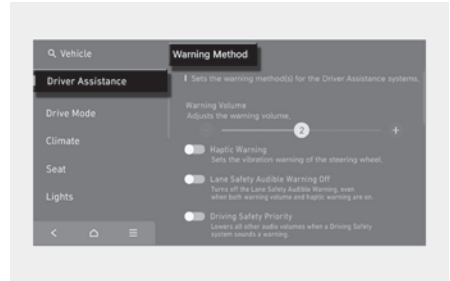 Vehicle
Warning Method
Driver Assistance
Sets the warning method(s) for the Driver Assistance systems.
Drive Mode
Warning Volume
Adjusts the warning volume.
2
Climate
Haptic Warning
Sets the vibration warning of the steering wheel.
Seat
Lane Safety Audible Warning Off
Turns off the Lane Safety Audible Warning, even
when both warning volume and haptic warning are on.
Lights
Driving Safety Priority
Lowers all other audio volumes when a Driving Safety
system sounds a warning.